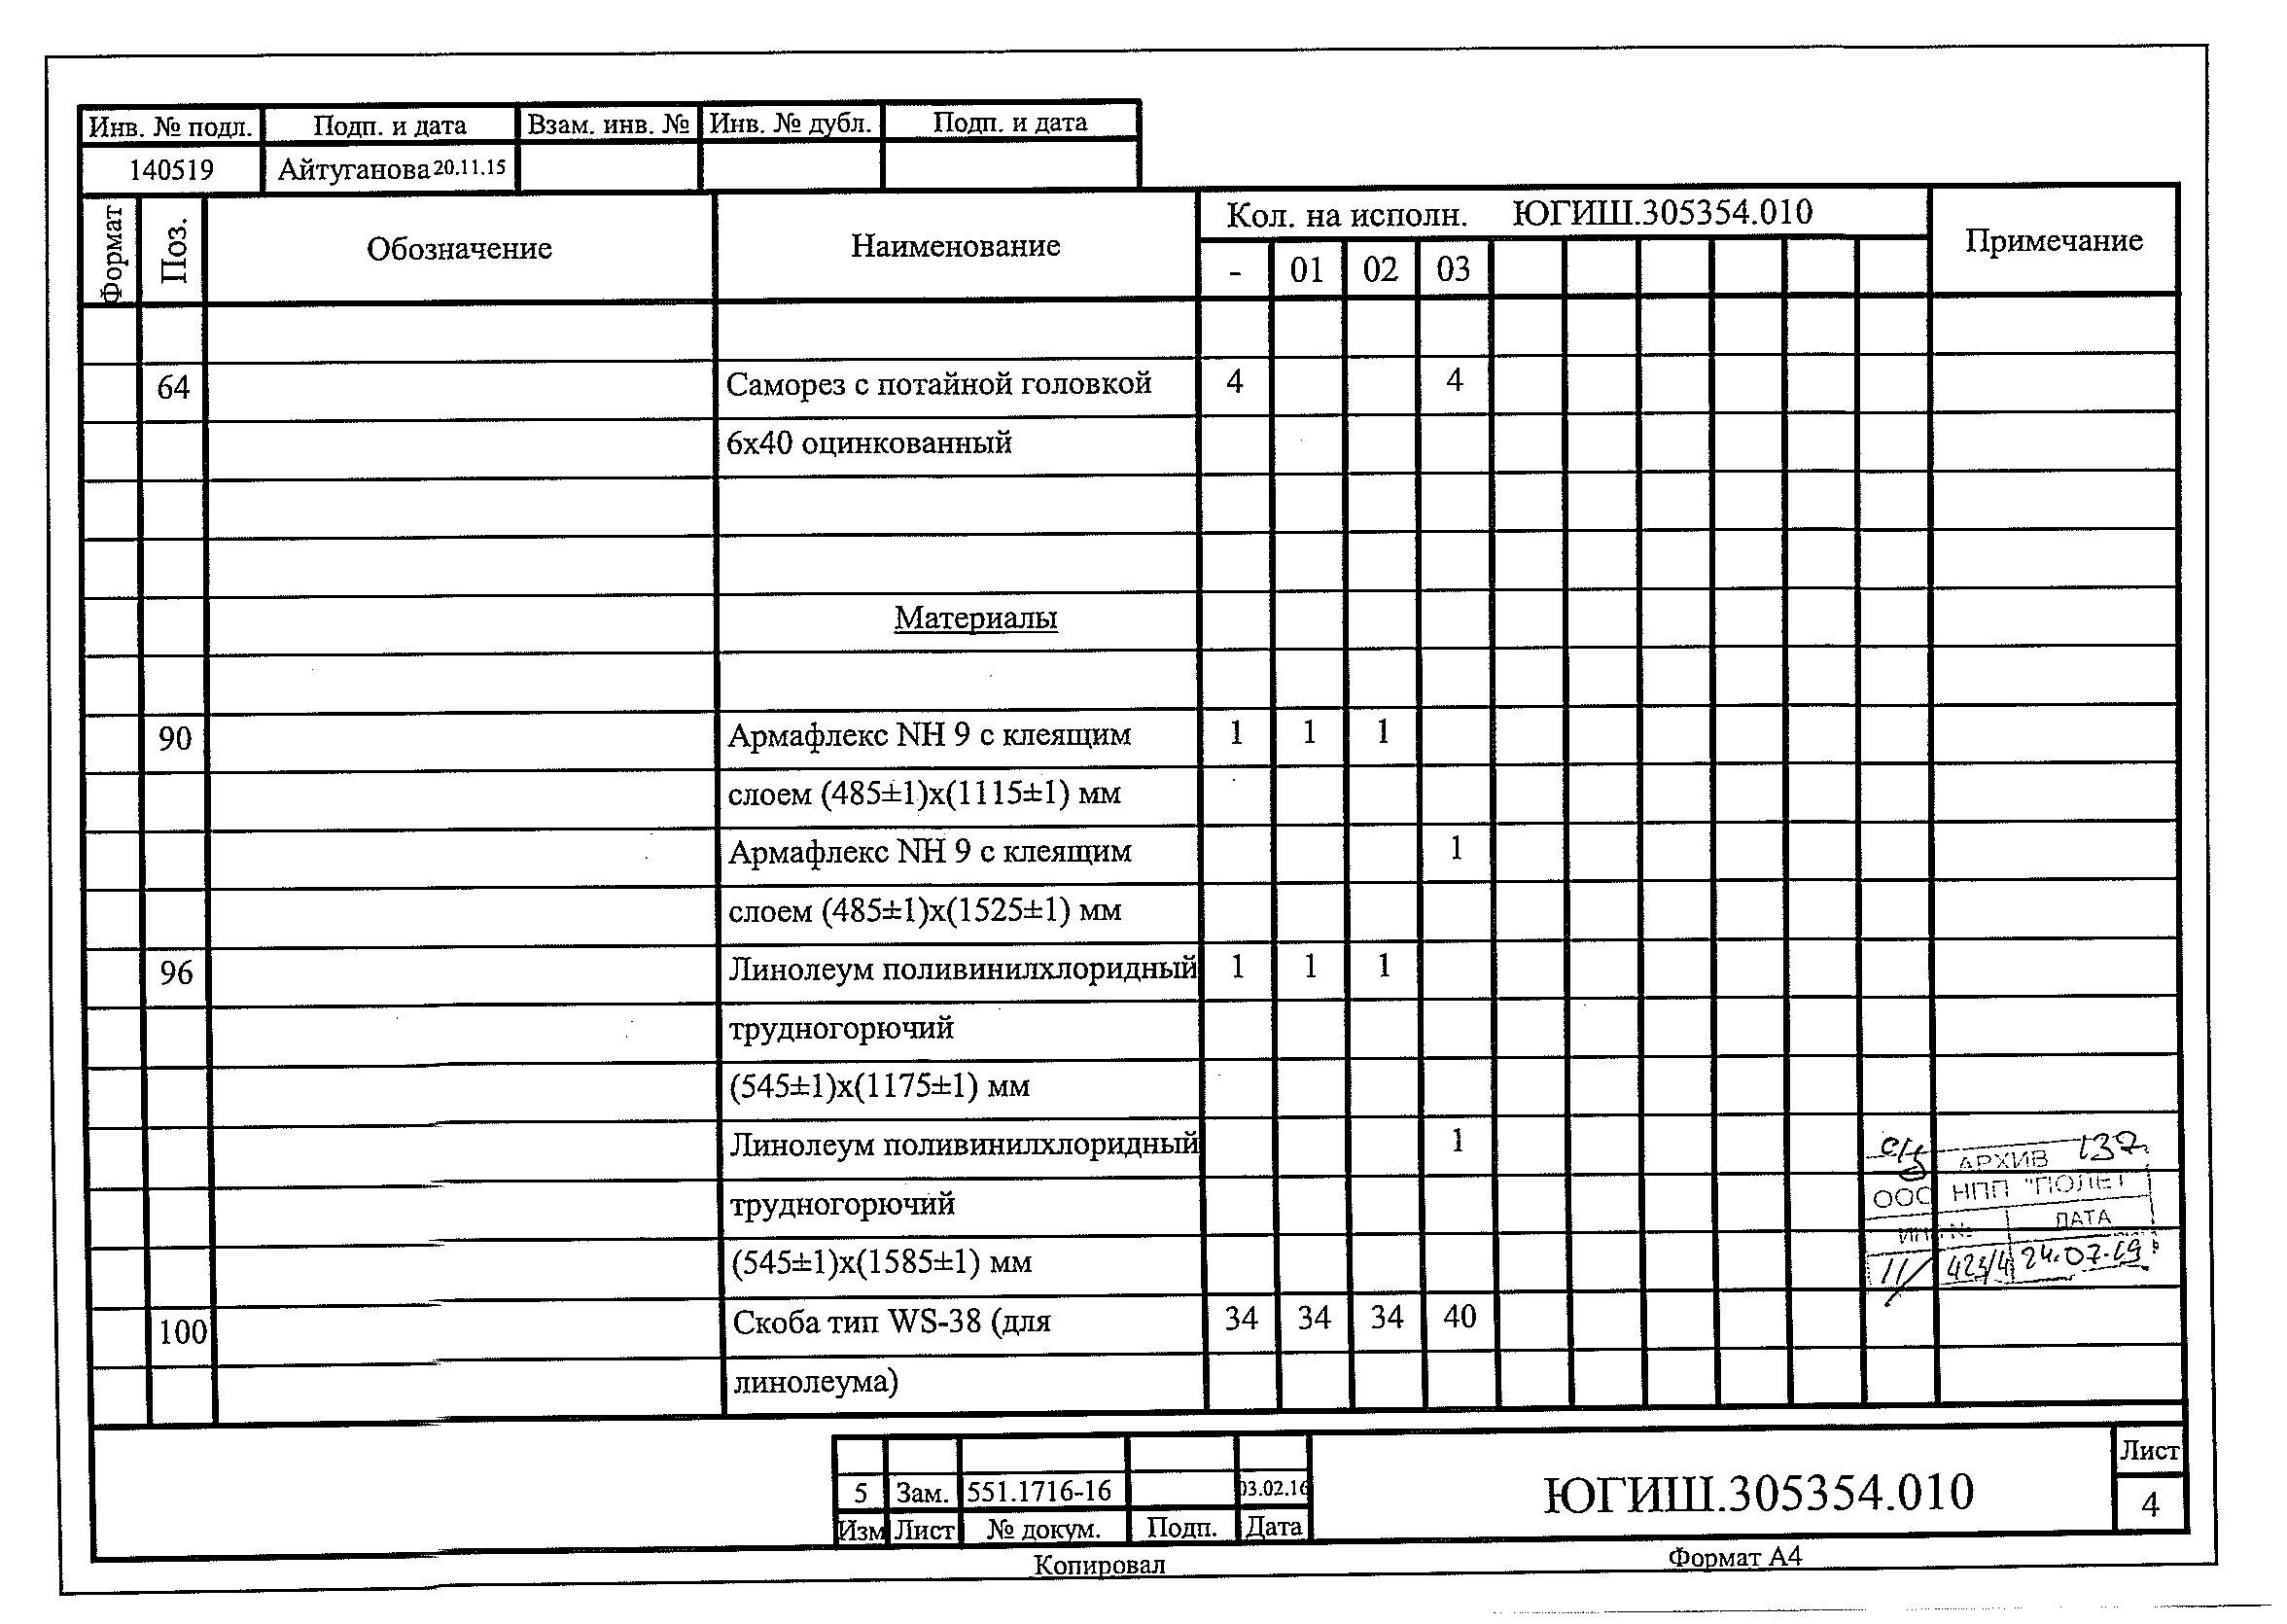 Инв. № подл. Подп. и дата Взам. инв. № Инв. № дубл. Подп. и дата
140519 Айтуганова 20.11.15
Формат Поз. Обозначение Наименование Кол. на исполн. ЮГИШ.305354.010 Примечание
- 01 02 03
64 Саморез с потайной головкой 4 4
6х40 оцинкованный
Материалы
90 Армафлекс NH 9 с клеящим 1 1 1
слоем (485±1)х(1115±1) мм
Армафлекс NH 9 с клеящим 1
слоем (485±1)х(1525±1) мм
96 Линолеум поливинилхлоридный 1 1 1
трудногорючий
(545±1)х(1175±1) мм
Линолеум поливинилхлоридный 1
трудногорючий
(545±1)х(1585±1) мм
АРХИВ 137
ООО НПП "ПОЛЕТ"
ИНВ № ДАТА
24.07.19
100 Скоба тип WS-38 (для 34 34 34 40
линолеума)
5 Зам. 551.1716-16 03.02.16
Изм Лист № докум. Подп. Дата
ЮГИШ.305354.010
Лист
4
Копировал Формат А4